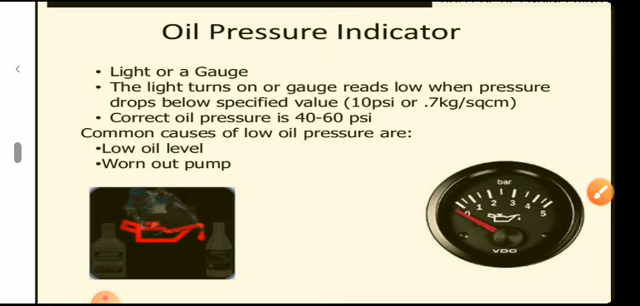 Oil Pressure Indicator
• Light or a Gauge
• The light turns on or gauge reads low when pressure
drops below specified value (10psi or .7kg/sqcm)
• Correct oil pressure is 40-60 psi
Common causes of low oil pressure are:
•Low oil level
•Worn out pump
bar
0 1 2 3 4 5
VDO